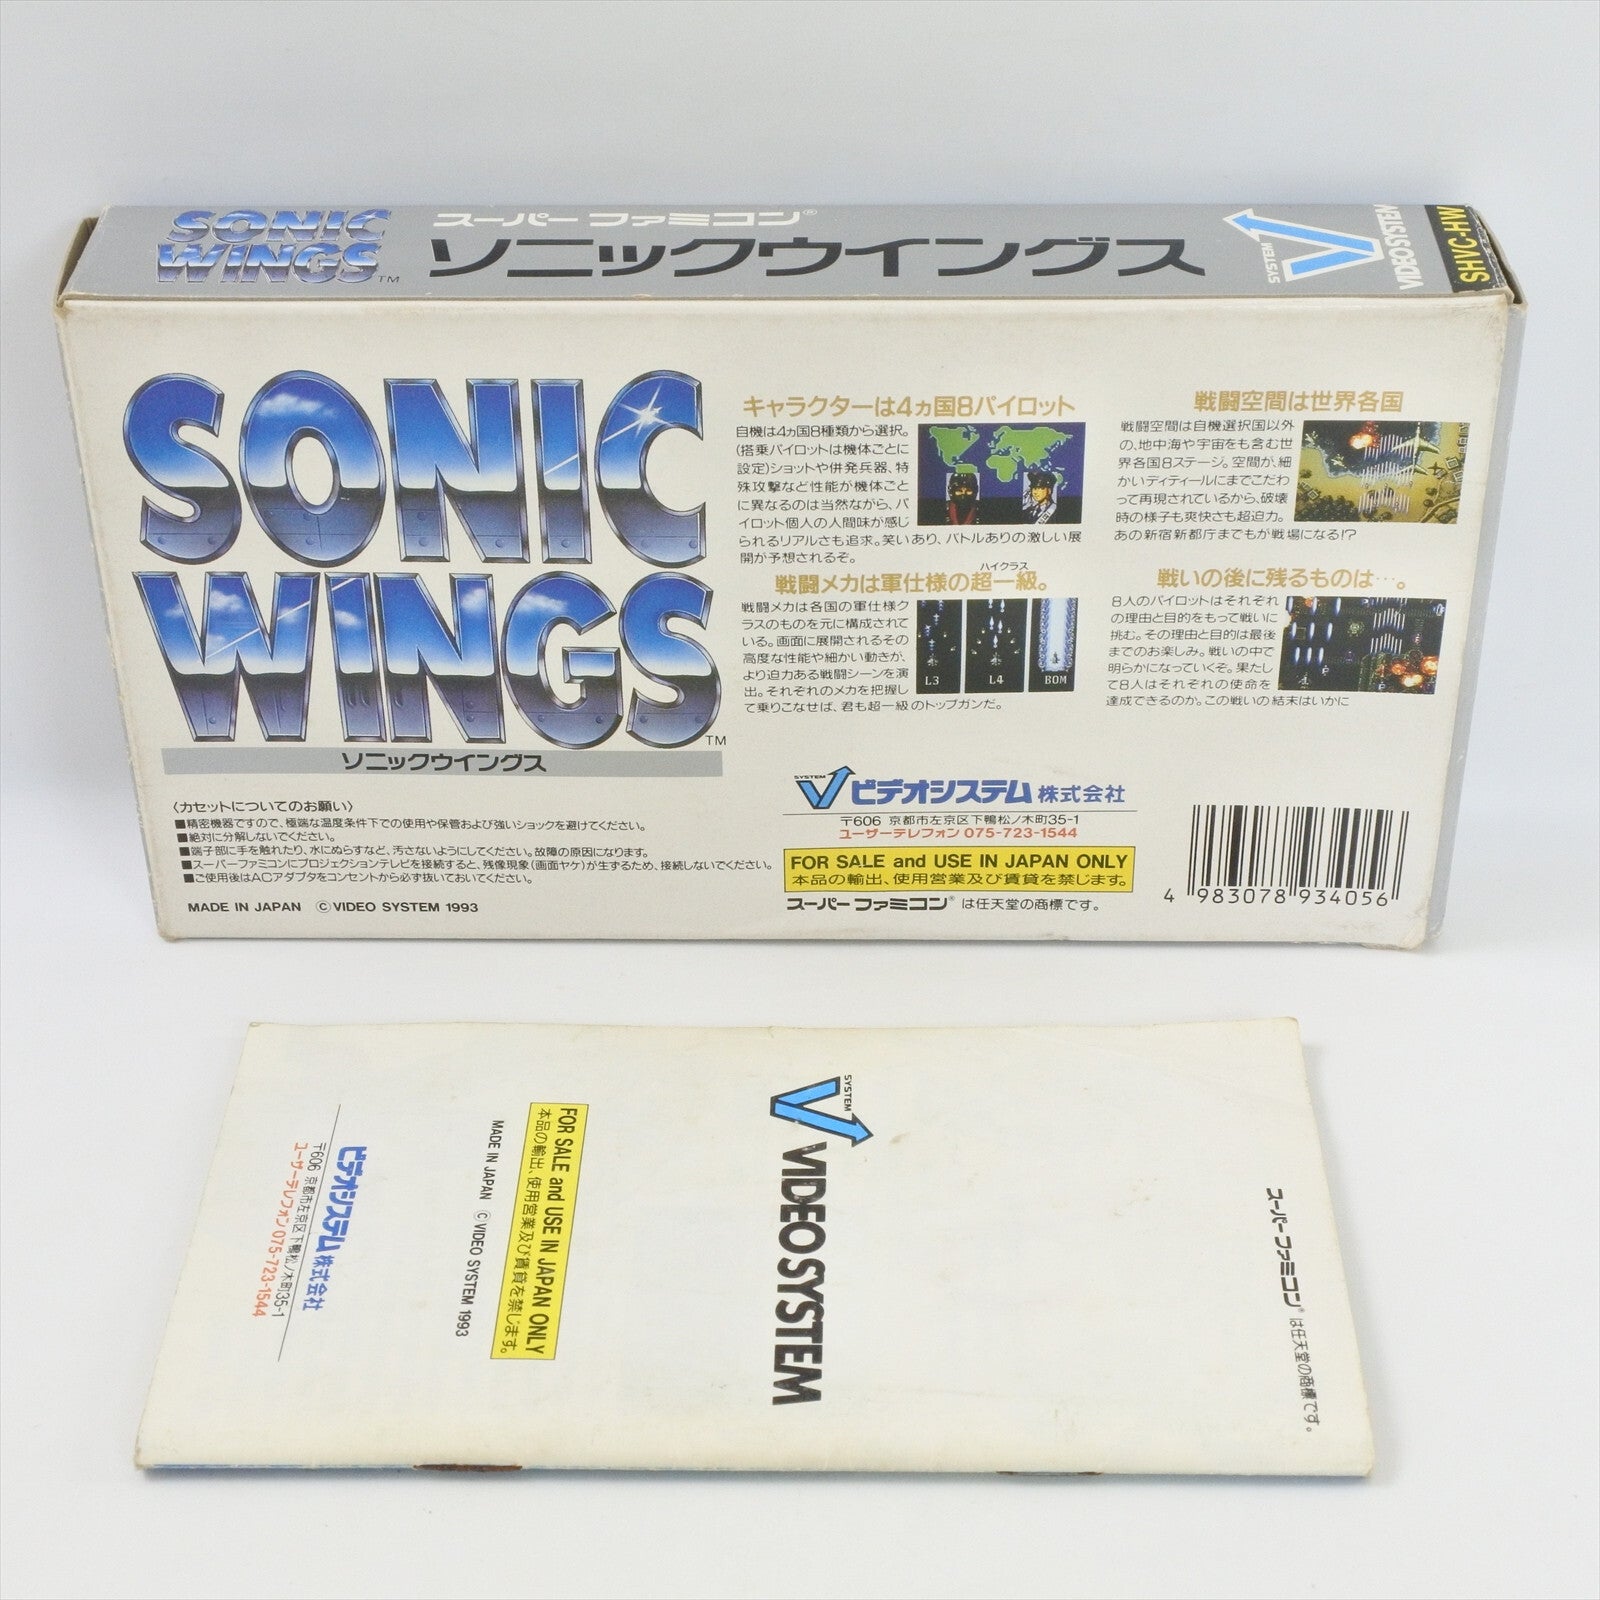 SONIC
WINGS™
スーパーファミコン®
ソニックウイングス
SYSTEM
VIDEO SYSTEM
SHVC-HW
SONIC
WINGS™
ソニックウイングス
〈カセットについてのお願い〉
■精密機器ですので、極端な温度条件下での使用や保管および強いショックを避けてください。
■絶対に分解しないでください。
■端子部に手を触れたり、水にぬらすなど、汚さないようにしてください。故障の原因になります。
■スーパーファミコンにプロジェクションテレビを接続すると、残像現象(画面ヤケ)が生ずるため、接続しないでください。
■ご使用後はACアダプタをコンセントから必ず抜いておいてください。
MADE IN JAPAN ©VIDEO SYSTEM 1993
キャラクターは4ヵ国8パイロット
自機は4ヵ国8種類から選択。
(搭乗パイロットは機体ごとに
設定)ショットや併発兵器、特
殊攻撃など性能が機体ごと
に異なるのは当然ながら、パ
イロット個人の人間味が感じ
られるリアルさも追求。笑いあり、バトルありの激しい展
開が予想されるぞ。
ハイクラス
戦闘メカは軍仕様の超一級。
戦闘メカは各国の軍仕様ク
ラスのものを元に構成されて
いる。画面に展開されるその
高度な性能や細かい動きが、
より迫力ある戦闘シーンを演
出。それぞれのメカを把握し
て乗りこなせば、君も超一級のトップガンだ。
L3
L4
BOM
戦闘空間は世界各国
戦闘空間は自機選択国以外
の、地中海や宇宙をも含む世
界各国8ステージ。空間が、細
かいディティールにまでこだわ
って再現されているから、破壊
時の様子も爽快さも超迫力。
あの新宿新都庁までもが戦場になる!?
戦いの後に残るものは…。
8人のパイロットはそれぞれ
の理由と目的をもって戦いに
挑む。その理由と目的は最後
までのお楽しみ。戦いの中で
明らかになっていくぞ。果たし
て8人はそれぞれの使命を
達成できるのか。この戦いの結末はいかに
SYSTEM
ビデオシステム株式会社
〒606 京都市左京区下鴨松ノ木町35-1
ユーザーテレフォン 075-723-1544
FOR SALE and USE IN JAPAN ONLY
本品の輸出、使用営業及び賃貸を禁じます。
スーパーファミコン®は任天堂の商標です。
4 983078 934056
スーパーファミコン®は任天堂の商標です。
SYSTEM
VIDEO SYSTEM
FOR SALE and USE IN JAPAN ONLY
本品の輸出、使用営業及び賃貸を禁じます。
MADE IN JAPAN ©VIDEO SYSTEM 1993
ビデオシステム株式会社
〒606 京都市左京区下鴨松ノ木町35-1
ユーザーテレフォン 075-723-1544